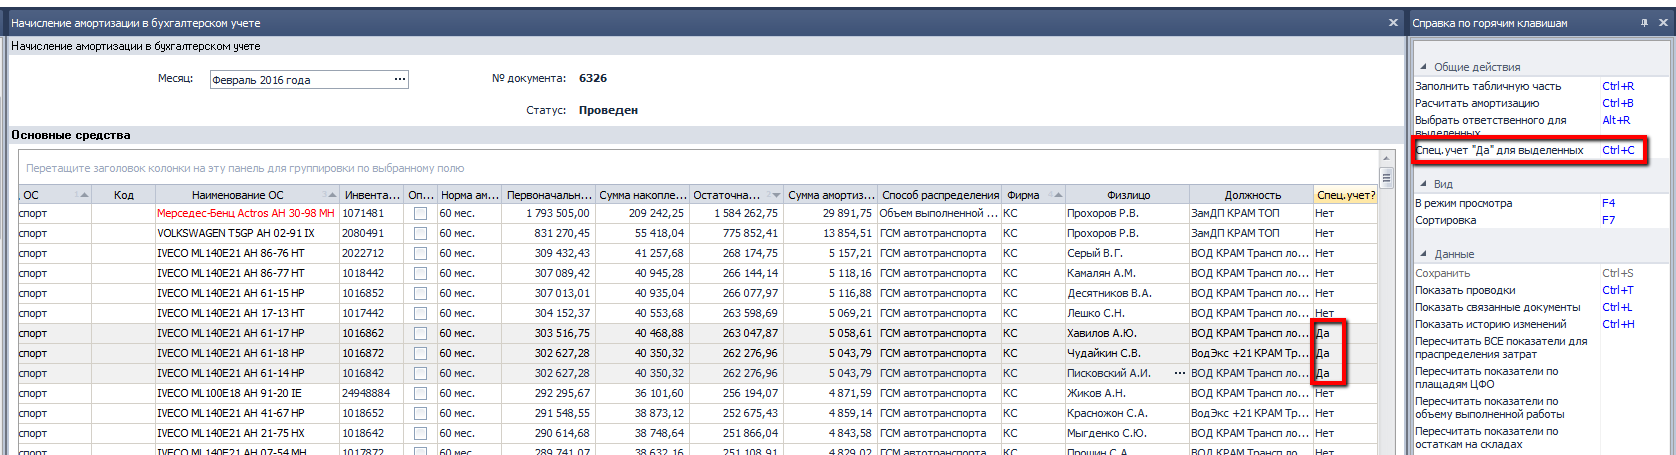 Начисление амортизации в бухгалтерском учете
Справка по горячим клавишам
Начисление амортизации в бухгалтерском учете
Месяц: Февраль 2016 года ... № документа: 6326
Статус: Проведен
Основные средства
Перетащите заголовок колонки на эту панель для группировки по выбранному полю
, ОС 1 Код Наименование ОС 3 Инвента... Оп... Норма ам... Первоначальн... Сумма накопле... Остаточна... 2 Сумма амортиз... Способ распределения Фирма 4 Физлицо Должность Спец.учет?
спорт Мерседес-Бенц Actros АН 30-98 МН 1071481 60 мес. 1 793 505,00 209 242,25 1 584 262,75 29 891,75 Объем выполненной ... КС Прохоров Р.В. ЗамДП КРАМ ТОП Нет
спорт VOLKSWAGEN T5GP АН 02-91 IX 2080491 60 мес. 831 270,45 55 418,04 775 852,41 13 854,51 ГСМ автотранспорта КС Прохоров Р.В. ЗамДП КРАМ ТОП Нет
спорт IVECO ML140E21 АН 86-76 НТ 2022712 60 мес. 309 432,43 41 257,68 268 174,75 5 157,21 ГСМ автотранспорта КС Серый В.Г. ВОД КРАМ Трансп ло... Нет
спорт IVECO ML140E21 АН 86-77 НТ 1018442 60 мес. 307 089,42 40 945,28 266 144,14 5 118,16 ГСМ автотранспорта КС Камалян А.М. ВОД КРАМ Трансп ло... Нет
спорт IVECO ML140E21 АН 61-15 НР 1016852 60 мес. 307 013,01 40 935,04 266 077,97 5 116,88 ГСМ автотранспорта КС Десятников В.А. ВОД КРАМ Трансп ло... Нет
спорт IVECO ML140E21 АН 17-13 НТ 1017442 60 мес. 304 152,37 40 553,68 263 598,69 5 069,21 ГСМ автотранспорта КС Лешко С.Н. ВОД КРАМ Трансп ло... Нет
спорт IVECO ML140E21 АН 61-17 НР 1016862 60 мес. 303 516,75 40 468,88 263 047,87 5 058,61 ГСМ автотранспорта КС Хавилов А.Ю. ВОД КРАМ Трансп ло... Да
спорт IVECO ML140E21 АН 61-18 НР 1016872 60 мес. 302 627,28 40 350,32 262 276,96 5 043,79 ГСМ автотранспорта КС Чудайкин С.В. ВодЭкс +21 КРАМ Тр... Да
спорт IVECO ML140E21 АН 61-14 НР 1016842 60 мес. 302 627,28 40 350,32 262 276,96 5 043,79 ГСМ автотранспорта КС Писковский А.И. ... ВОД КРАМ Трансп ло... Да
спорт IVECO ML100E18 АН 91-20 IE 24948884 60 мес. 292 295,67 36 101,60 256 194,07 4 871,59 ГСМ автотранспорта КС Жиков А.Н. ВОД КРАМ Трансп ло... Нет
спорт IVECO ML140E21 АН 41-67 НР 1018652 60 мес. 291 548,55 38 873,12 252 675,43 4 859,14 ГСМ автотранспорта КС Красножон С.А. ВодЭкс +21 КРАМ Тр... Нет
спорт IVECO ML140E21 АН 21-75 НХ 1018642 60 мес. 290 614,68 38 748,64 251 866,04 4 843,58 ГСМ автотранспорта КС Мыгденко С.Ю. ВОД КРАМ Трансп ло... Нет
спорт IVECO ML140E21 АН 07-54 МН 1017872 60 мес. 289 741,07 38 632,16 251 108,91 4 829,02 ГСМ автотранспорта КС Прошин С.А. ВОД КРАМ Трансп ло... Нет
Общие действия
Заполнить табличную часть Ctrl+R
Расчитать амортизацию Ctrl+B
Выбрать ответственного для Alt+R
выделенных
Спец.учет "Да" для выделенных Ctrl+C
Вид
В режим просмотра F4
Сортировка F7
Данные
Сохранить Ctrl+S
Показать проводки Ctrl+T
Показать связанные документы Ctrl+L
Показать историю изменений Ctrl+H
Пересчитать ВСЕ показатели для
праспределения затрат
Пересчитать показатели по
плащадям ЦФО
Пересчитать показатели по
объему выполненной работы
Пересчитать показатели по
остаткам на складах